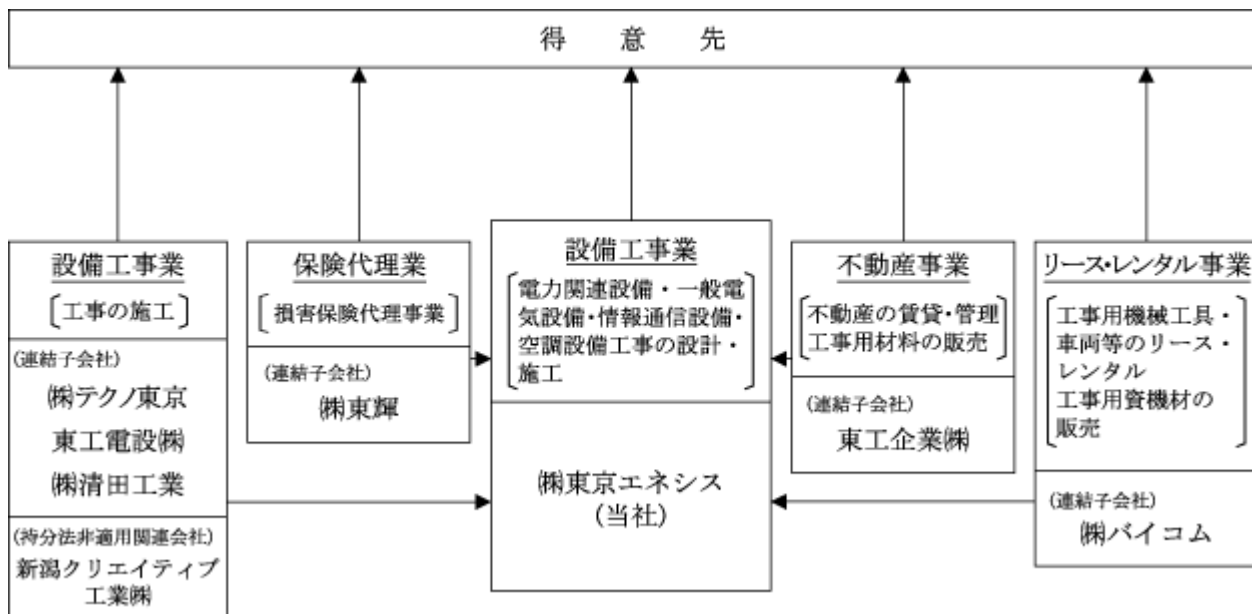 得意先
設備工事業
〔工事の施工〕
(連結子会社)
㈱テクノ東京
東工電設㈱
㈱清田工業
(持分法非適用関連会社)
新潟クリエイティブ
工業㈱
保険代理業
〔損害保険代理事業〕
(連結子会社)
㈱東輝
設備工事業
電力関連設備・一般電
気設備・情報通信設備・
空調設備工事の設計・
施工
㈱東京エネシス
(当社)
不動産事業
不動産の賃貸・管理
工事用材料の販売
(連結子会社)
東工企業㈱
リース・レンタル事業
工事用機械工具・
車両等のリース・
レンタル
工事用資機材の
販売
(連結子会社)
㈱バイコム